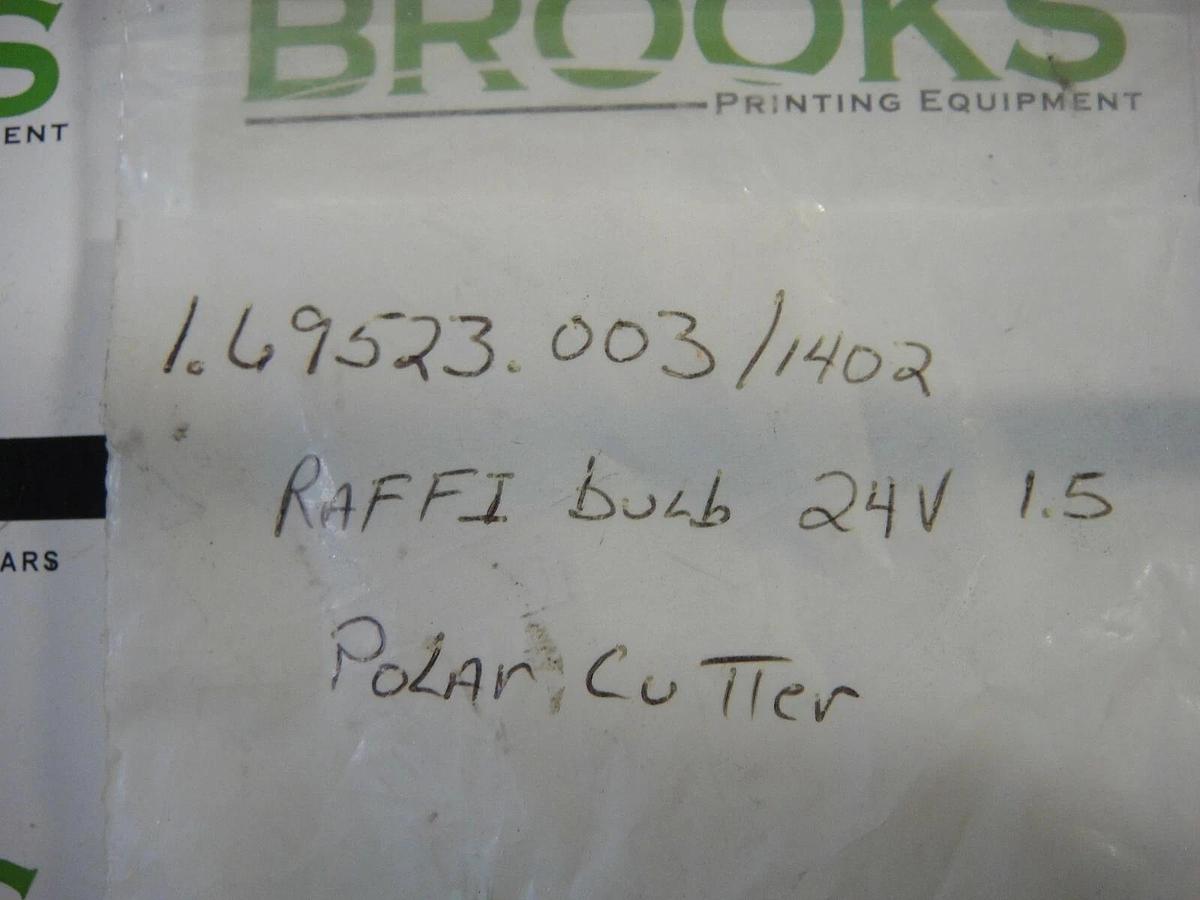 BROOKS
PRINTING EQUIPMENT
S
ENT
1.69523.003/1402
RAFFI bulb 24V 1.5
ARS
POLAr CuTTer
S